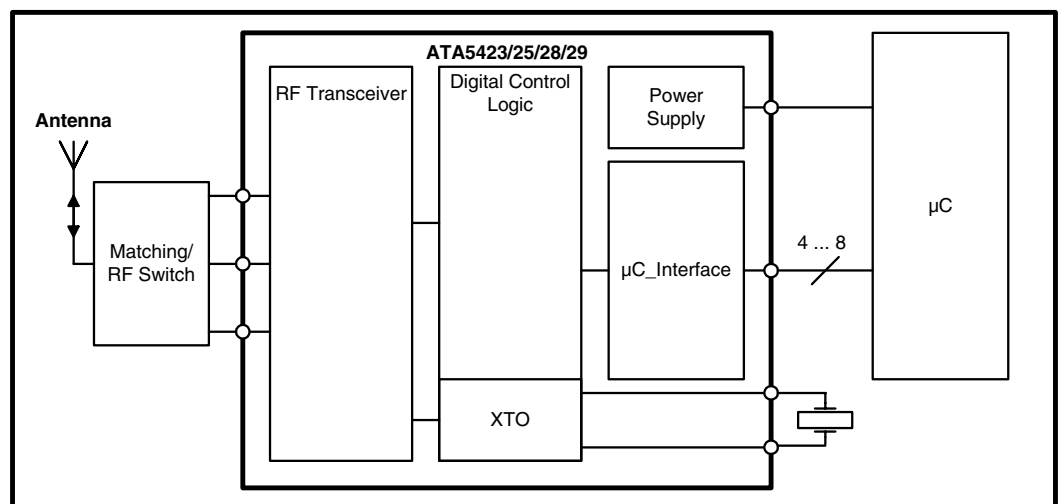 ATA5423/25/28/29
RF Transceiver
Digital Control
Logic
Power
Supply
Antenna
Matching/
RF Switch
µC_Interface
4 ... 8
µC
XTO